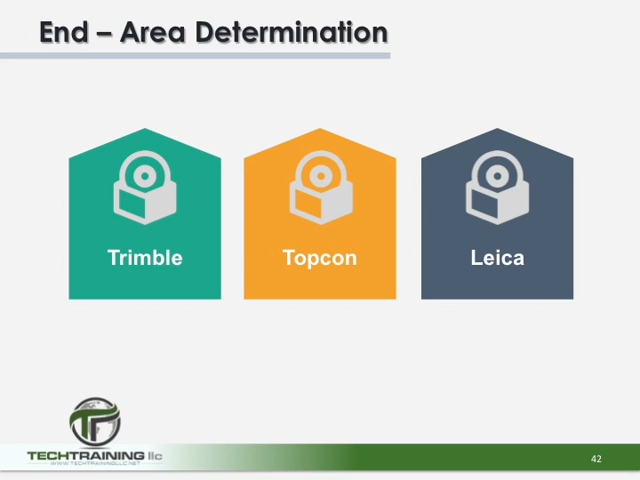 End – Area Determination
Trimble
Topcon
Leica
TECHTRAINING llc
WWW.TECHTRAININGLLC.NET
42